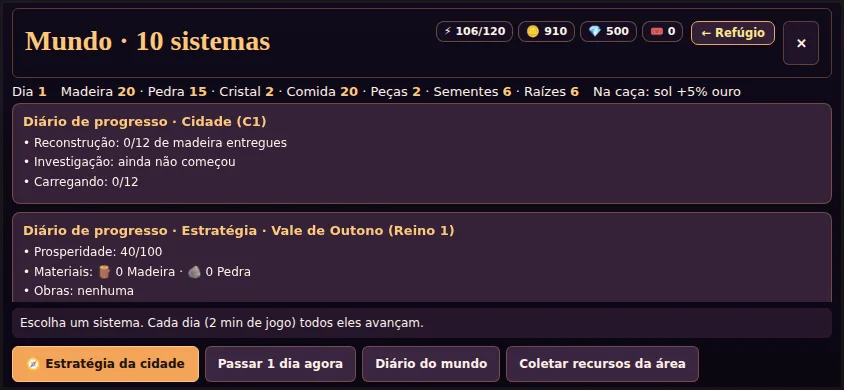 Mundo · 10 sistemas
⚡ 106/120 🪙 910 💎 500 🎟️ 0 ← Refúgio ×
Dia 1 Madeira 20 · Pedra 15 · Cristal 2 · Comida 20 · Peças 2 · Sementes 6 · Raízes 6 Na caça: sol +5% ouro
Diário de progresso · Cidade (C1)
• Reconstrução: 0/12 de madeira entregues
• Investigação: ainda não começou
• Carregando: 0/12
Diário de progresso · Estratégia · Vale de Outono (Reino 1)
• Prosperidade: 40/100
• Materiais: 🪵 0 Madeira · 🪨 0 Pedra
• Obras: nenhuma
Escolha um sistema. Cada dia (2 min de jogo) todos eles avançam.
🧭 Estratégia da cidade Passar 1 dia agora Diário do mundo Coletar recursos da área